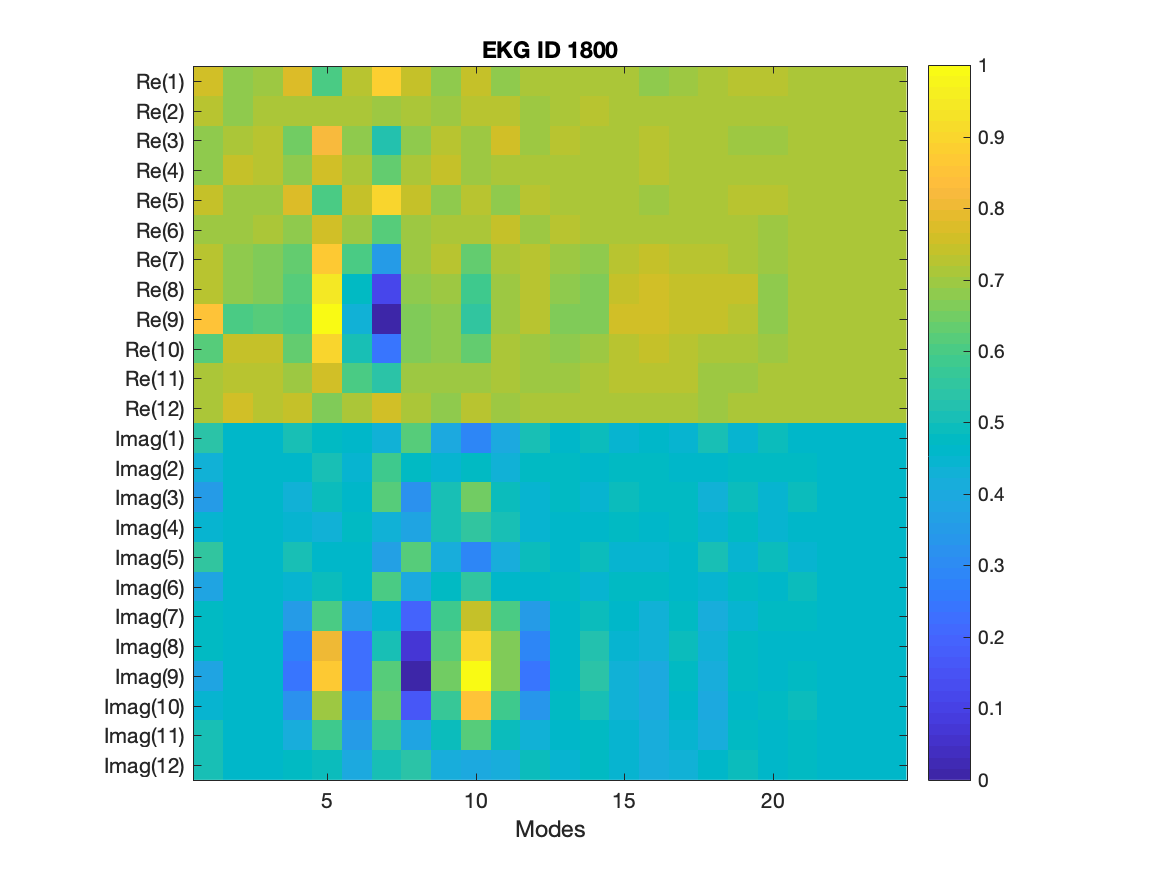 EKG ID 1800
Re(1)
Re(2)
Re(3)
Re(4)
Re(5)
Re(6)
Re(7)
Re(8)
Re(9)
Re(10)
Re(11)
Re(12)
Imag(1)
Imag(2)
Imag(3)
Imag(4)
Imag(5)
Imag(6)
Imag(7)
Imag(8)
Imag(9)
Imag(10)
Imag(11)
Imag(12)
5 10 15 20
Modes
1
0.9
0.8
0.7
0.6
0.5
0.4
0.3
0.2
0.1
0